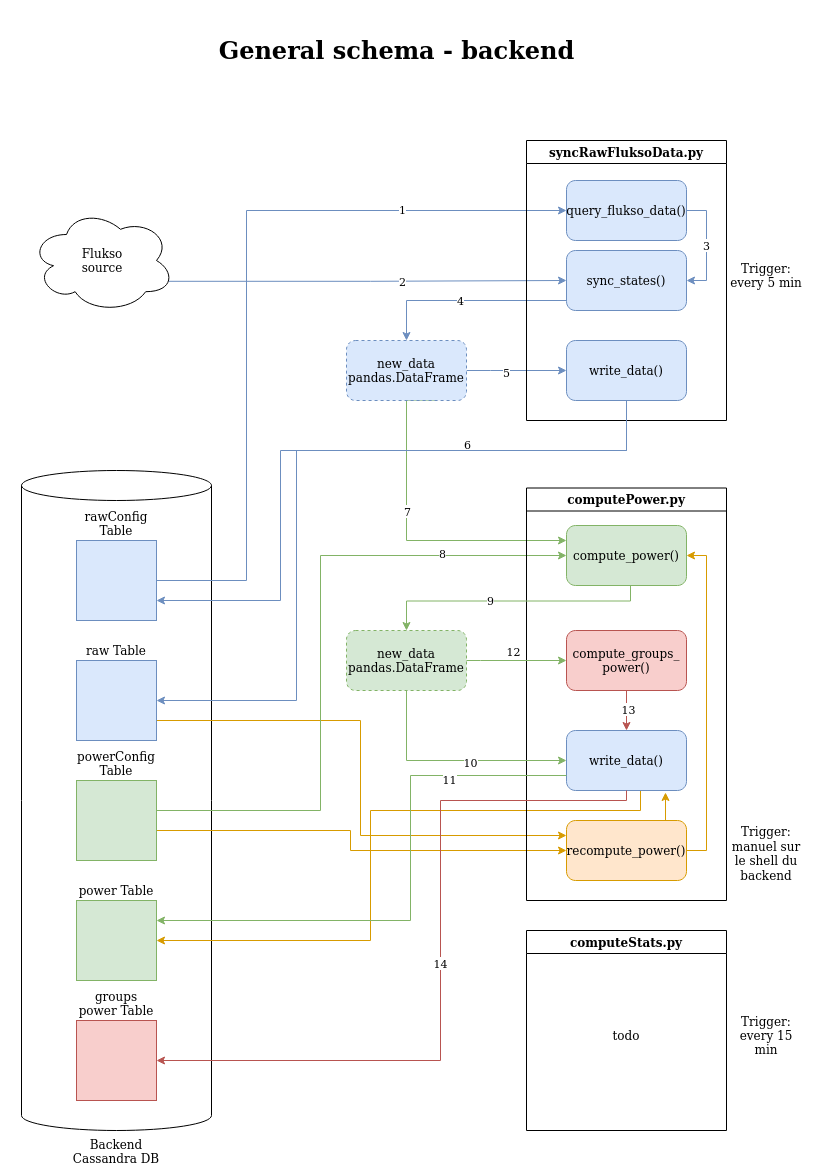 General schema - backend
syncRawFluksoData.py
query_flukso_data()
1
3
Flukso
source
2
sync_states()
Trigger:
every 5 min
4
new_data
pandas.DataFrame
5
write_data()
6
rawConfig
Table
computePower.py
7
8
compute_power()
9
raw Table
new_data
pandas.DataFrame
12
compute_groups_
power()
13
powerConfig
Table
10
11
write_data()
recompute_power()
Trigger:
manuel sur
le shell du
backend
power Table
14
computeStats.py
groups
power Table
todo
Trigger:
every 15
min
Backend
Cassandra DB